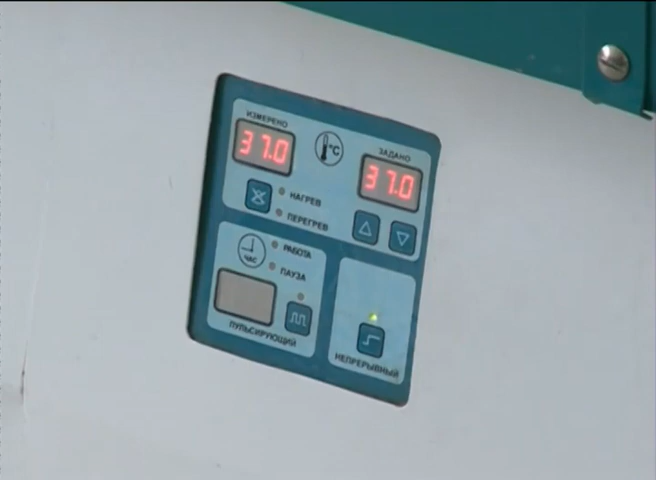 ИЗМЕРЕНО
37.0
°C
ЗАДАНО
37.0
НАГРЕВ
ПЕРЕГРЕВ
РАБОТА
ЧАС
ПАУЗА
ПУЛЬСИРУЮЩИЙ
НЕПРЕРЫВНЫЙ